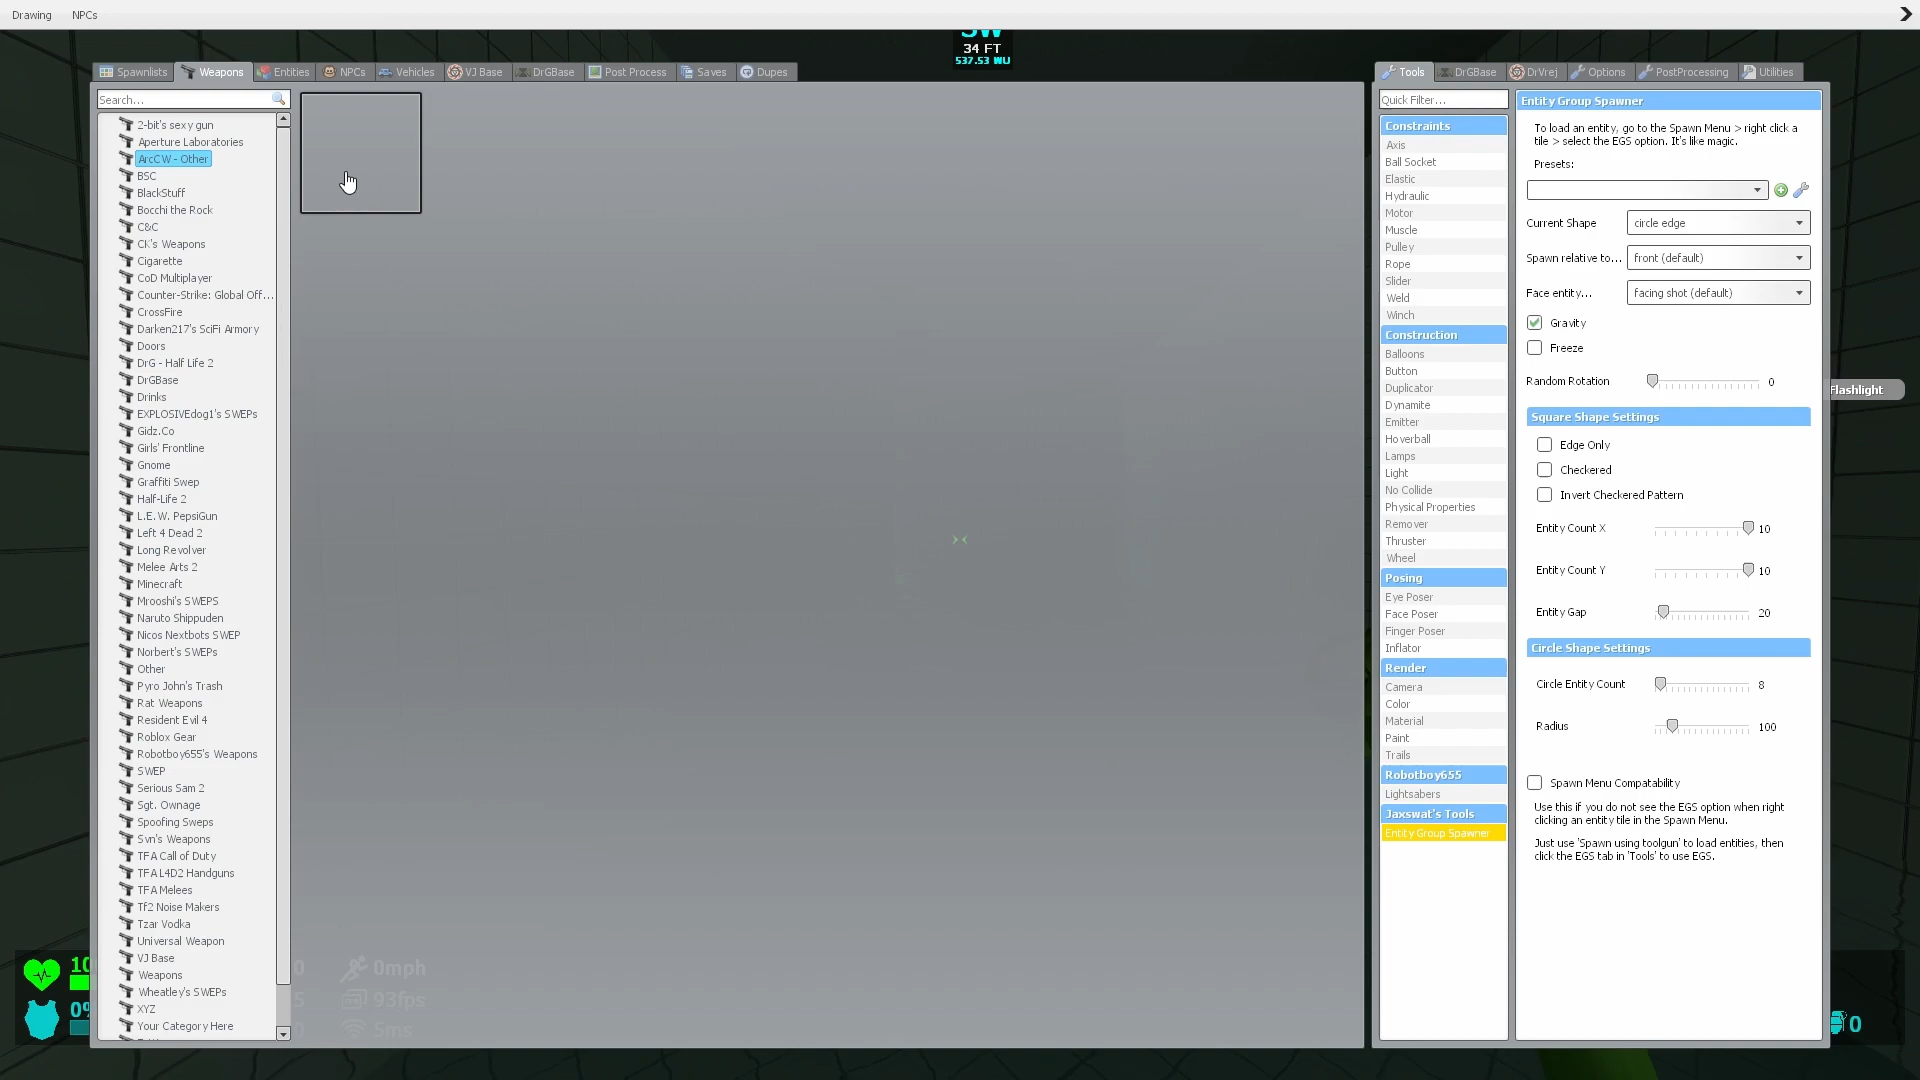 Drawing NPCs
SW
34 FT
537.53 WU
Spawnlists Weapons Entities NPCs Vehicles VJ Base DrGBase Post Process Saves Dupes
Search...
2-bit's sexy gun
Aperture Laboratories
ArcCW - Other
BSC
BlackStuff
Bocchi the Rock
C&C
CK's Weapons
Cigarette
CoD Multiplayer
Counter-Strike: Global Off...
CrossFire
Darken217's SciFi Armory
Doors
DrG - Half Life 2
DrGBase
Drinks
EXPLOSIVEdog1's SWEPs
Gidz.Co
Girls' Frontline
Gnome
Graffiti Swep
Half-Life 2
L.E.W. PepsiGun
Left 4 Dead 2
Long Revolver
Melee Arts 2
Minecraft
Mrooshi's SWEPS
Naruto Shippuden
Nicos Nextbots SWEP
Norbert's SWEPs
Other
Pyro John's Trash
Rat Weapons
Resident Evil 4
Roblox Gear
Robotboy655's Weapons
SWEP
Serious Sam 2
Sgt. Ownage
Spoofing Sweps
Svn's Weapons
TFA Call of Duty
TFA L4D2 Handguns
TFA Melees
Tf2 Noise Makers
Tzar Vodka
Universal Weapon
VJ Base
Weapons
Wheatley's SWEPs
XYZ
Your Category Here
10
0%
0 0mph
5 93fps
0 5ms
Tools DrGBase DrVrej Options PostProcessing Utilities
Quick Filter...
Constraints
Axis
Ball Socket
Elastic
Hydraulic
Motor
Muscle
Pulley
Rope
Slider
Weld
Winch
Construction
Balloons
Button
Duplicator
Dynamite
Emitter
Hoverball
Lamps
Light
No Collide
Physical Properties
Remover
Thruster
Wheel
Posing
Eye Poser
Face Poser
Finger Poser
Inflator
Render
Camera
Color
Material
Paint
Trails
Robotboy655
Lightsabers
Jaxswat's Tools
Entity Group Spawner
Entity Group Spawner
To load an entity, go to the Spawn Menu > right click a
tile > select the EGS option. It's like magic.
Presets:
Current Shape circle edge
Spawn relative to... front (default)
Face entity... facing shot (default)
Gravity
Freeze
Random Rotation 0
Square Shape Settings
Edge Only
Checkered
Invert Checkered Pattern
Entity Count X 10
Entity Count Y 10
Entity Gap 20
Circle Shape Settings
Circle Entity Count 8
Radius 100
Spawn Menu Compatability
Use this if you do not see the EGS option when right
clicking an entity tile in the Spawn Menu.
Just use 'Spawn using toolgun' to load entities, then
click the EGS tab in 'Tools' to use EGS.
Flashlight
0